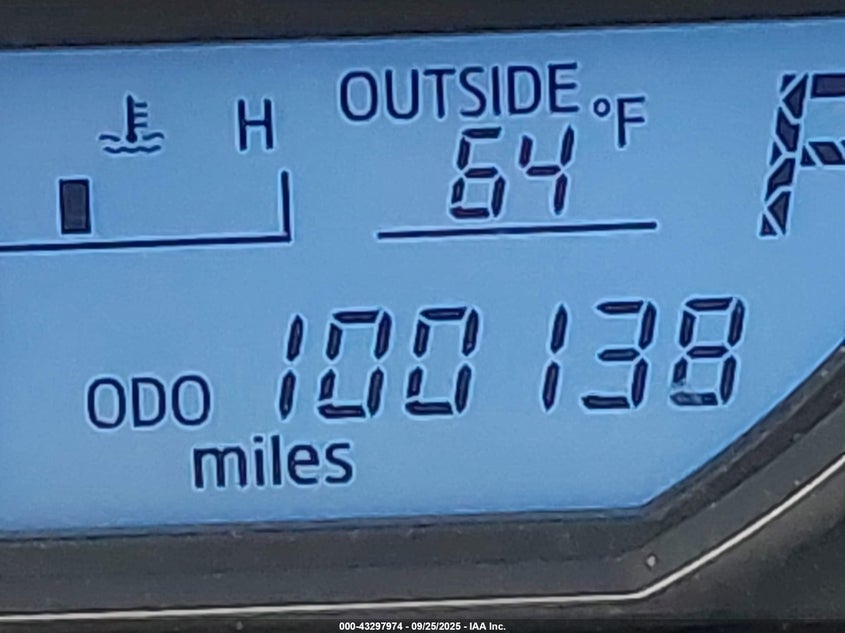 H
OUTSIDE
64 °F
ODO 100138
miles
000-43297974 - 09/25/2025 - IAA Inc.